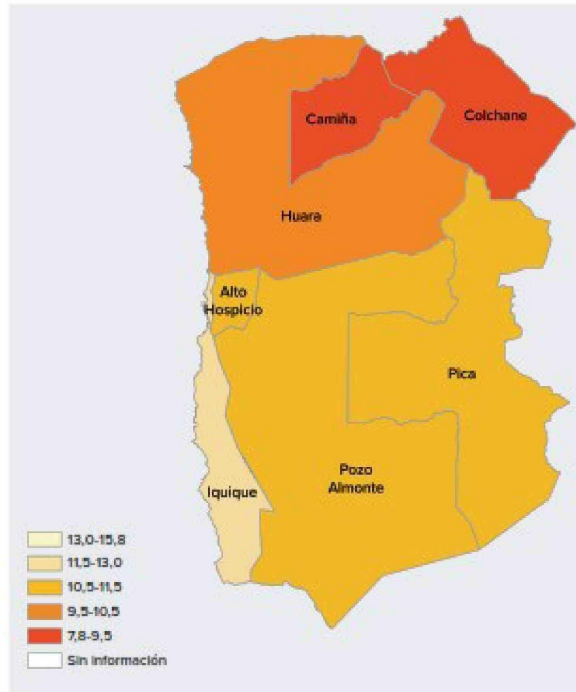 Camiña
Colchane
Huara
Alto
Hospicio
Pica
Pozo
Almonte
Iquique
13,0-15,8
11,5-13,0
10,5-11,5
9,5-10,5
7,8-9,5
Sin información